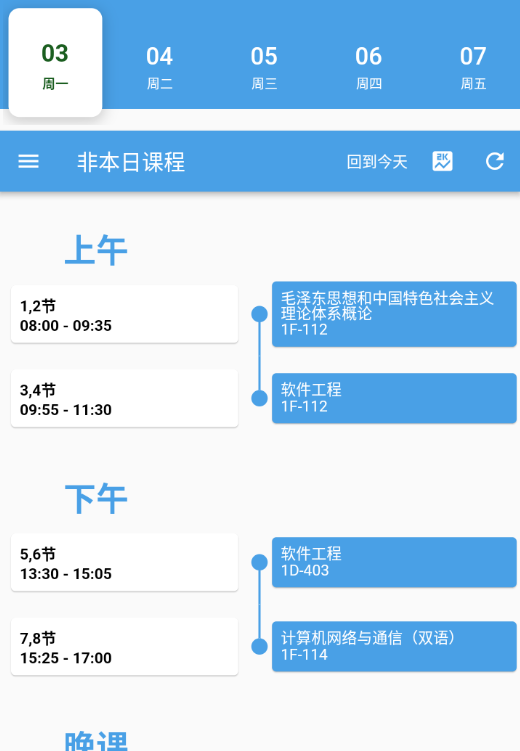 03
周一
04
周二
05
周三
06
周四
07
周五
非本日课程
回到今天
2K
上午
1,2节
08:00 - 09:35
毛泽东思想和中国特色社会主义
理论体系概论
1F-112
3,4节
09:55 - 11:30
软件工程
1F-112
下午
5,6节
13:30 - 15:05
软件工程
1D-403
7,8节
15:25 - 17:00
计算机网络与通信（双语）
1F-114
晚课